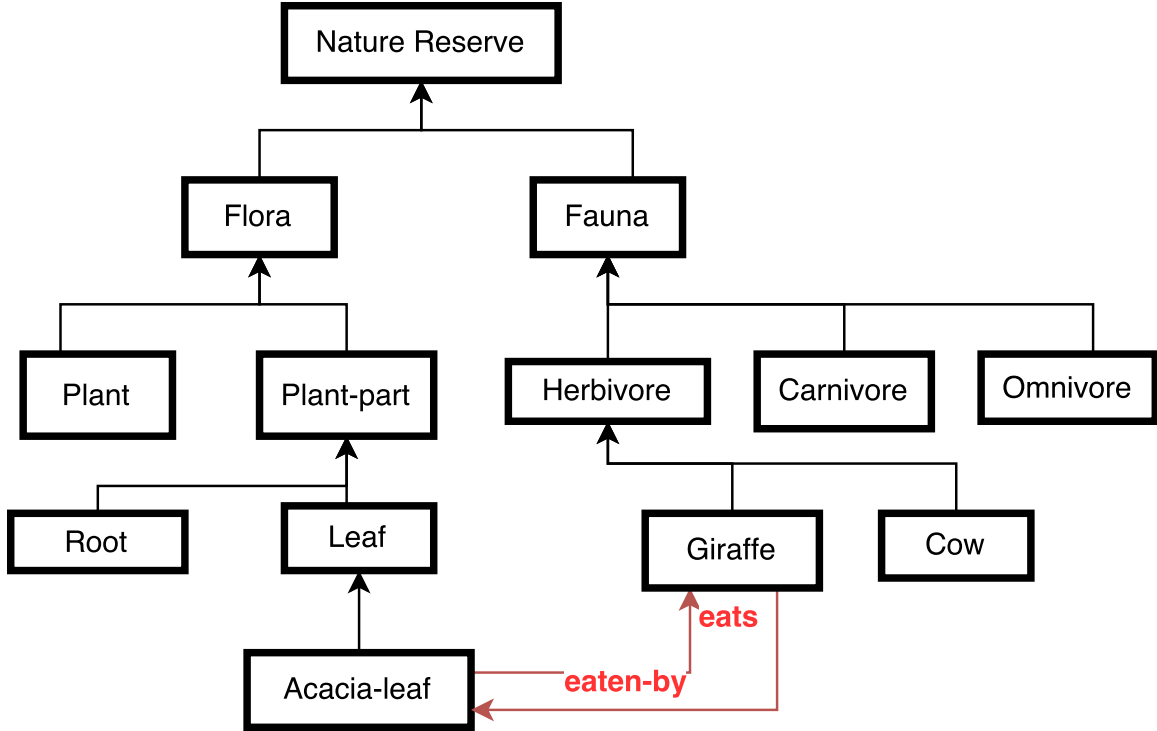 Nature Reserve
Flora
Fauna
Plant
Plant-part
Herbivore
Carnivore
Omnivore
Root
Leaf
Giraffe
Cow
eats
eaten-by
Acacia-leaf